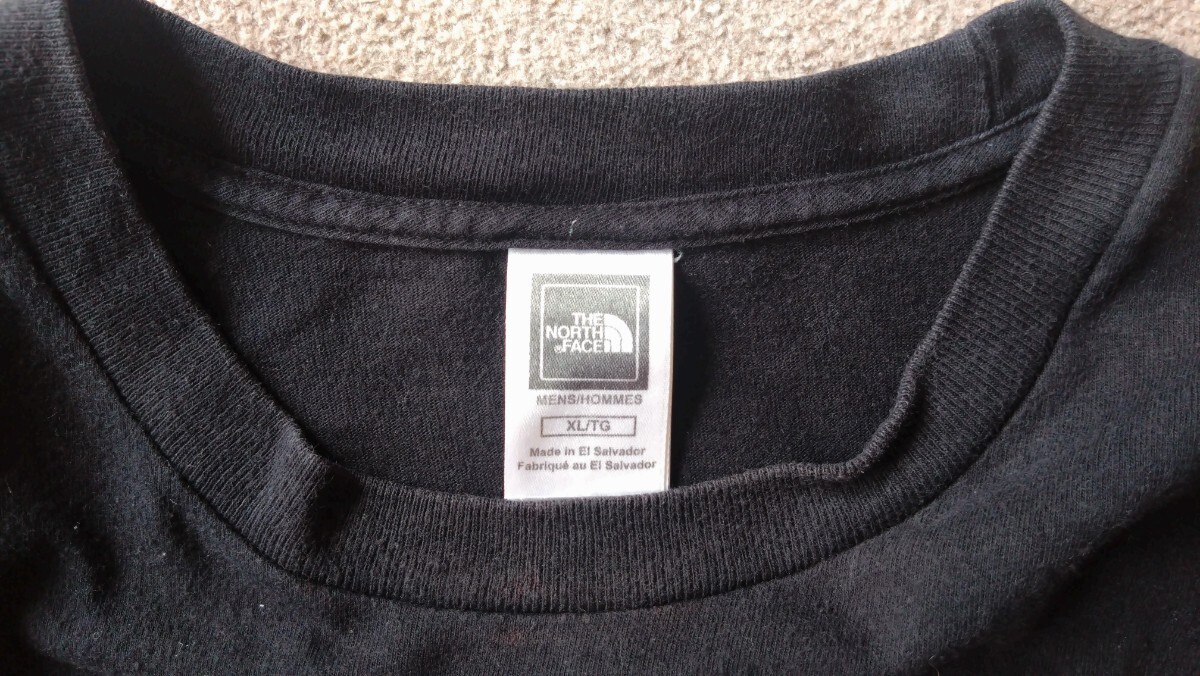 THE
NORTH
FACE
MENS/HOMMES
XL/TG
Made in El Salvador
Fabriqué au El Salvador